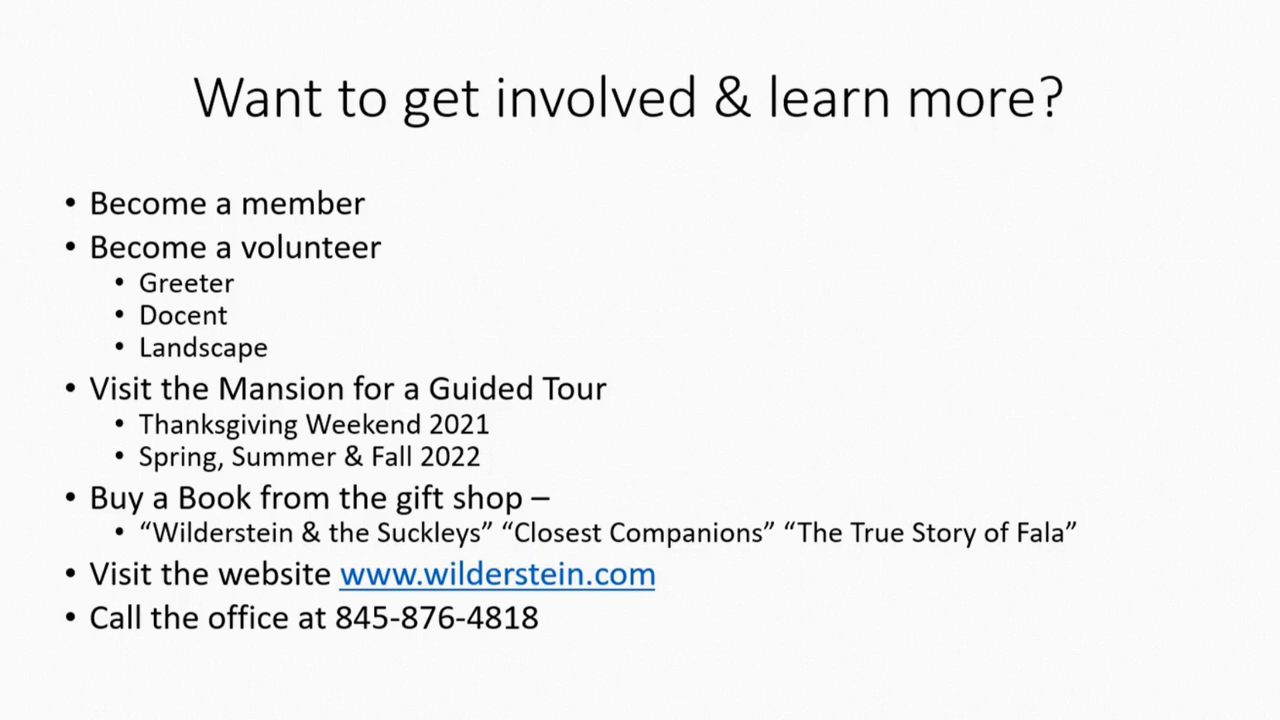 Want to get involved & learn more?
• Become a member
• Become a volunteer
• Greeter
• Docent
• Landscape
• Visit the Mansion for a Guided Tour
• Thanksgiving Weekend 2021
• Spring, Summer & Fall 2022
• Buy a Book from the gift shop –
• “Wilderstein & the Suckleys” “Closest Companions” “The True Story of Fala”
• Visit the website www.wilderstein.com
• Call the office at 845-876-4818